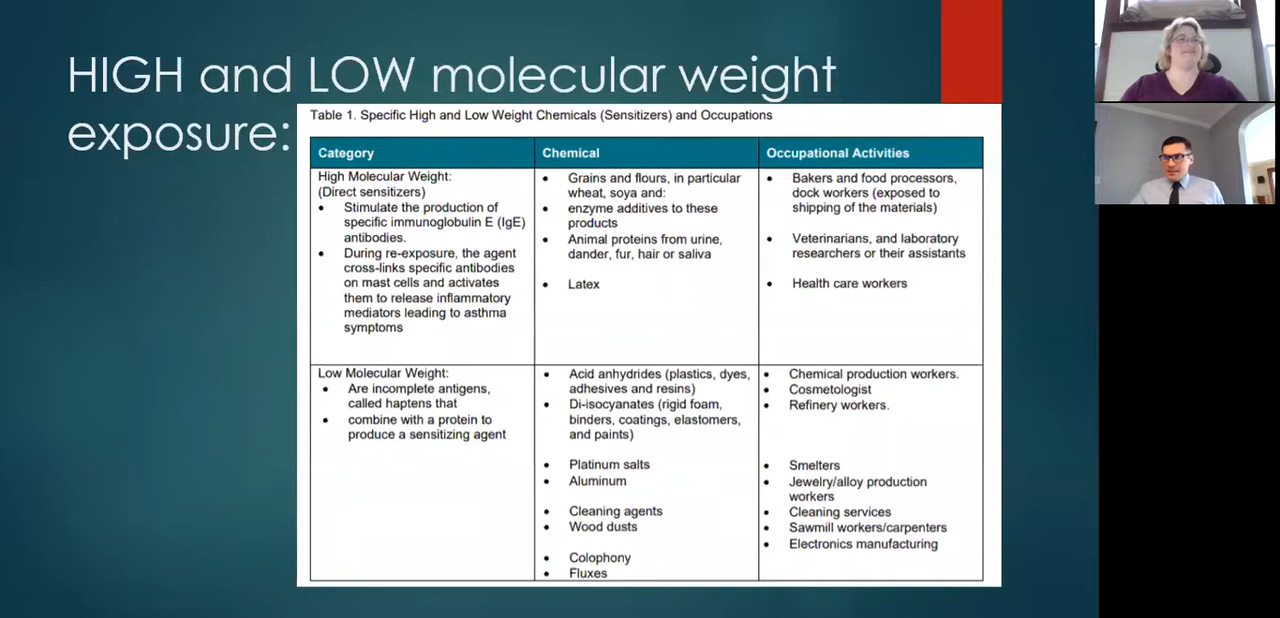 HIGH and LOW molecular weight
exposure:
Table 1. Specific High and Low Weight Chemicals (Sensitizers) and Occupations
Category
Chemical
Occupational Activities
High Molecular Weight:
(Direct sensitizers)
• Stimulate the production of
specific immunoglobulin E (IgE)
antibodies.
• During re-exposure, the agent
cross-links specific antibodies
on mast cells and activates
them to release inflammatory
mediators leading to asthma
symptoms
• Grains and flours, in particular
wheat, soya and:
• enzyme additives to these
products
• Animal proteins from urine,
dander, fur, hair or saliva
• Latex
• Bakers and food processors,
dock workers (exposed to
shipping of the materials)
• Veterinarians, and laboratory
researchers or their assistants
• Health care workers
Low Molecular Weight:
• Are incomplete antigens,
called haptens that
• combine with a protein to
produce a sensitizing agent
• Acid anhydrides (plastics, dyes,
adhesives and resins)
• Di-isocyanates (rigid foam,
binders, coatings, elastomers,
and paints)
• Platinum salts
• Aluminum
• Cleaning agents
• Wood dusts
• Colophony
• Fluxes
• Chemical production workers.
• Cosmetologist
• Refinery workers.
• Smelters
• Jewelry/alloy production
workers
• Cleaning services
• Sawmill workers/carpenters
• Electronics manufacturing